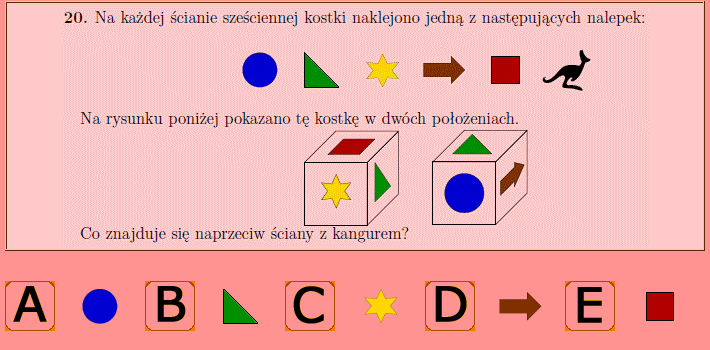 20. Na każdej ścianie sześciennej kostki naklejono jedną z następujących nalepek:
Na rysunku poniżej pokazano tę kostkę w dwóch położeniach.
Co znajduje się naprzeciw ściany z kangurem?
A B C D E